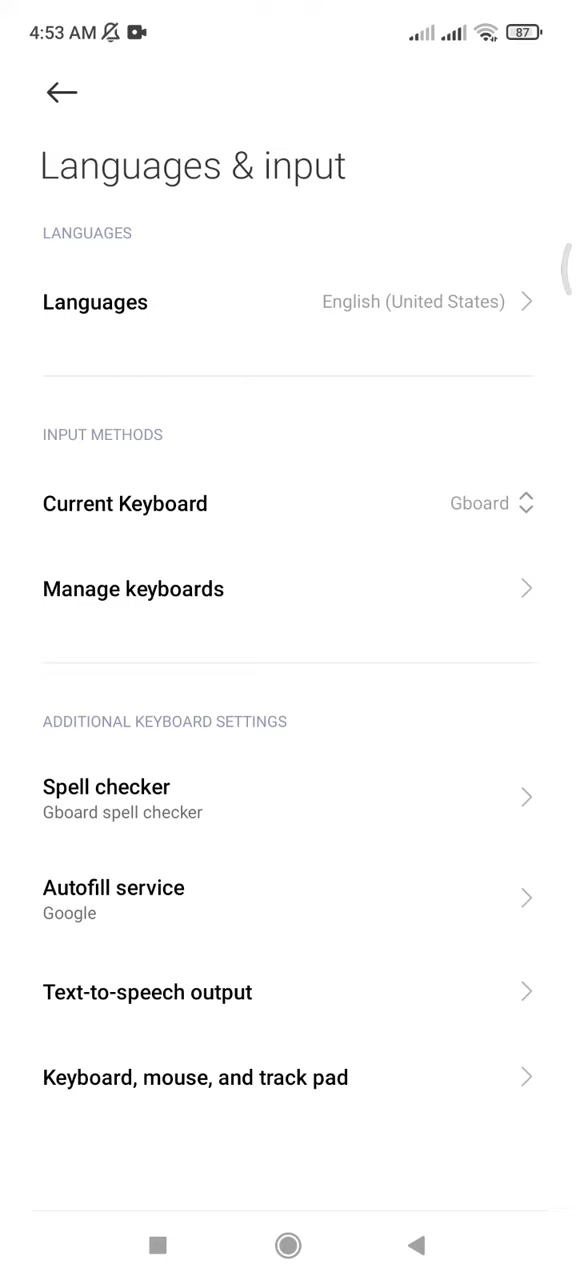 4:53 AM 87
Languages & input
LANGUAGES
Languages English (United States)
INPUT METHODS
Current Keyboard Gboard
Manage keyboards
ADDITIONAL KEYBOARD SETTINGS
Spell checker
Gboard spell checker
Autofill service
Google
Text-to-speech output
Keyboard, mouse, and track pad